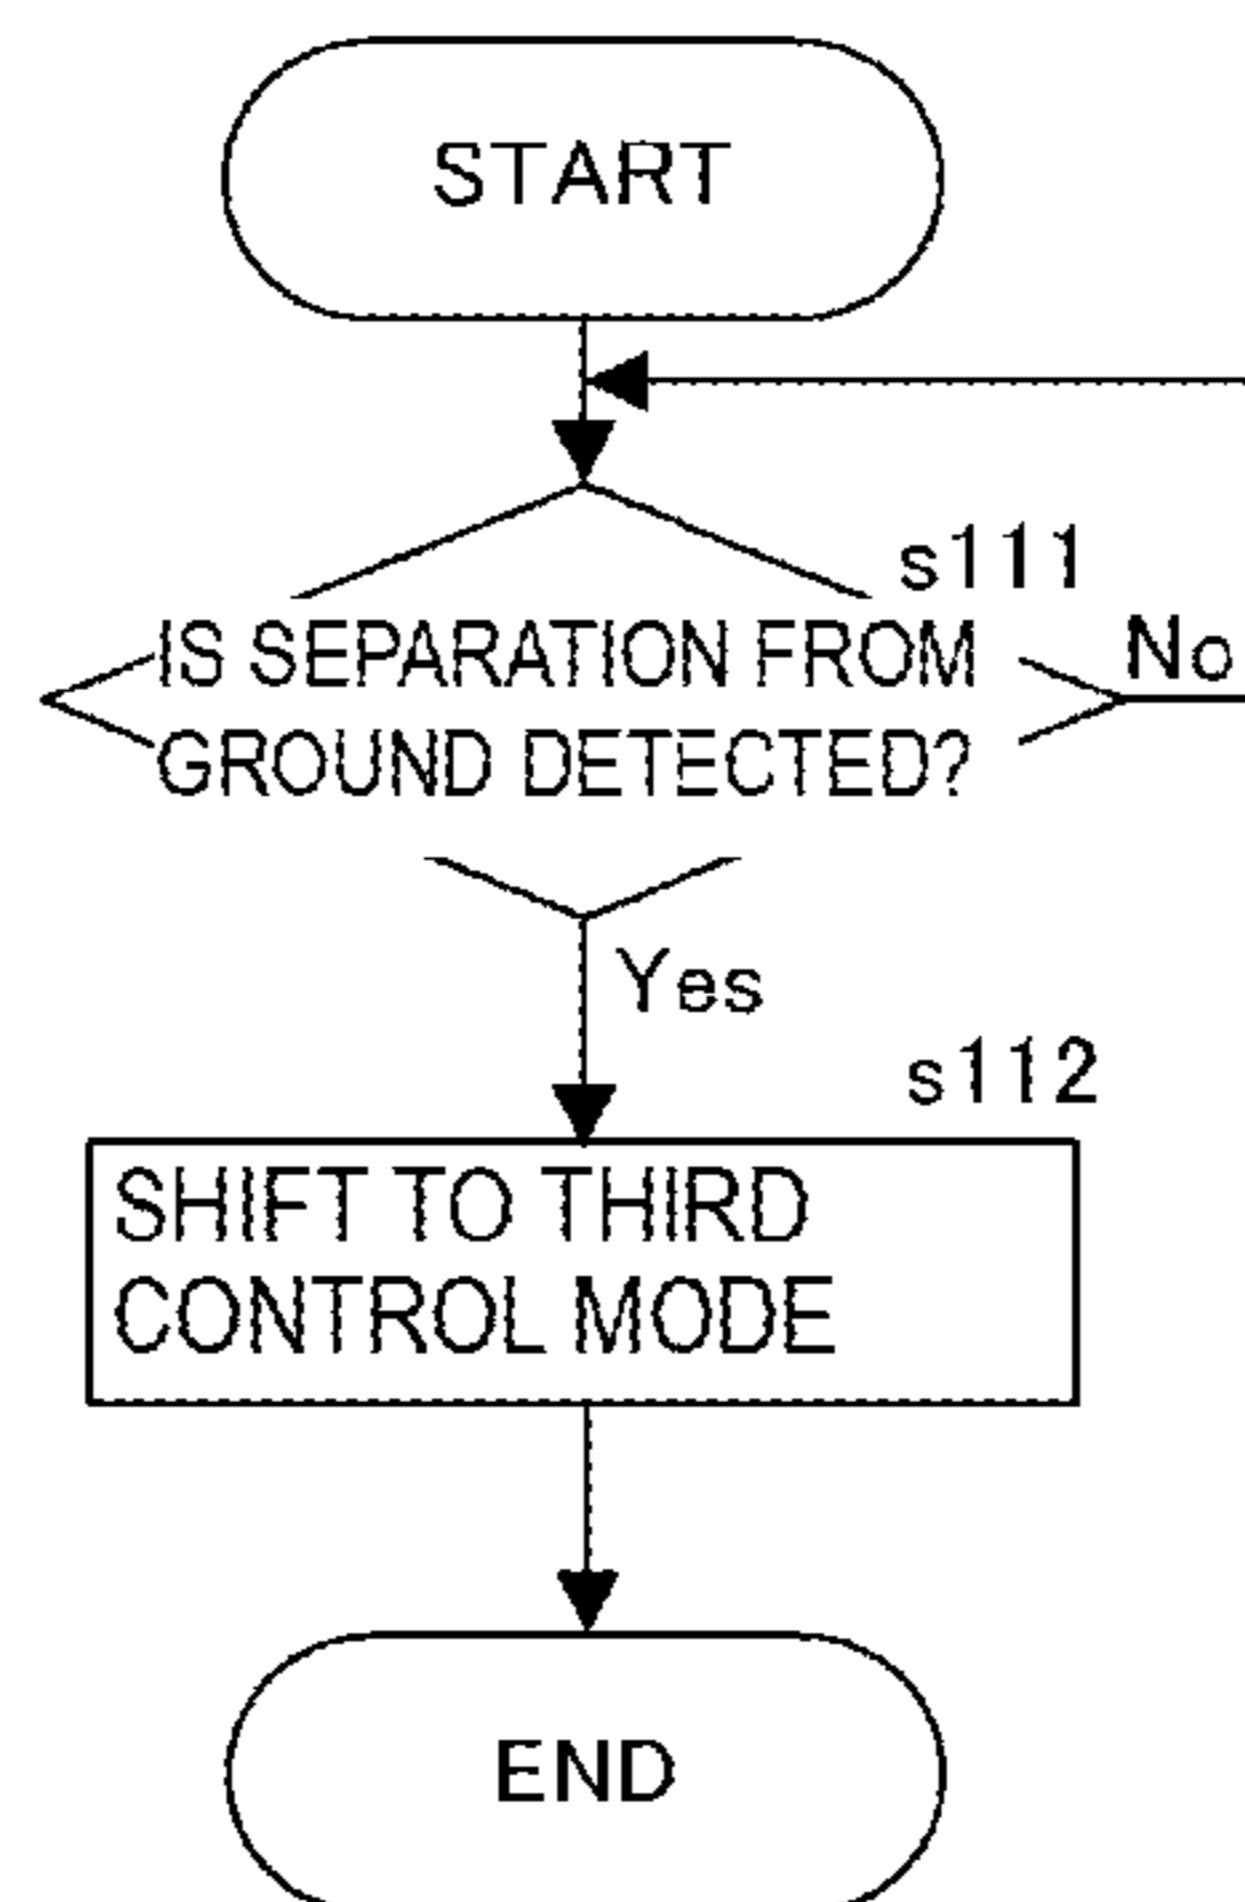 START
s111
IS SEPARATION FROM
GROUND DETECTED?
No
Yes
s112
SHIFT TO THIRD
CONTROL MODE
END